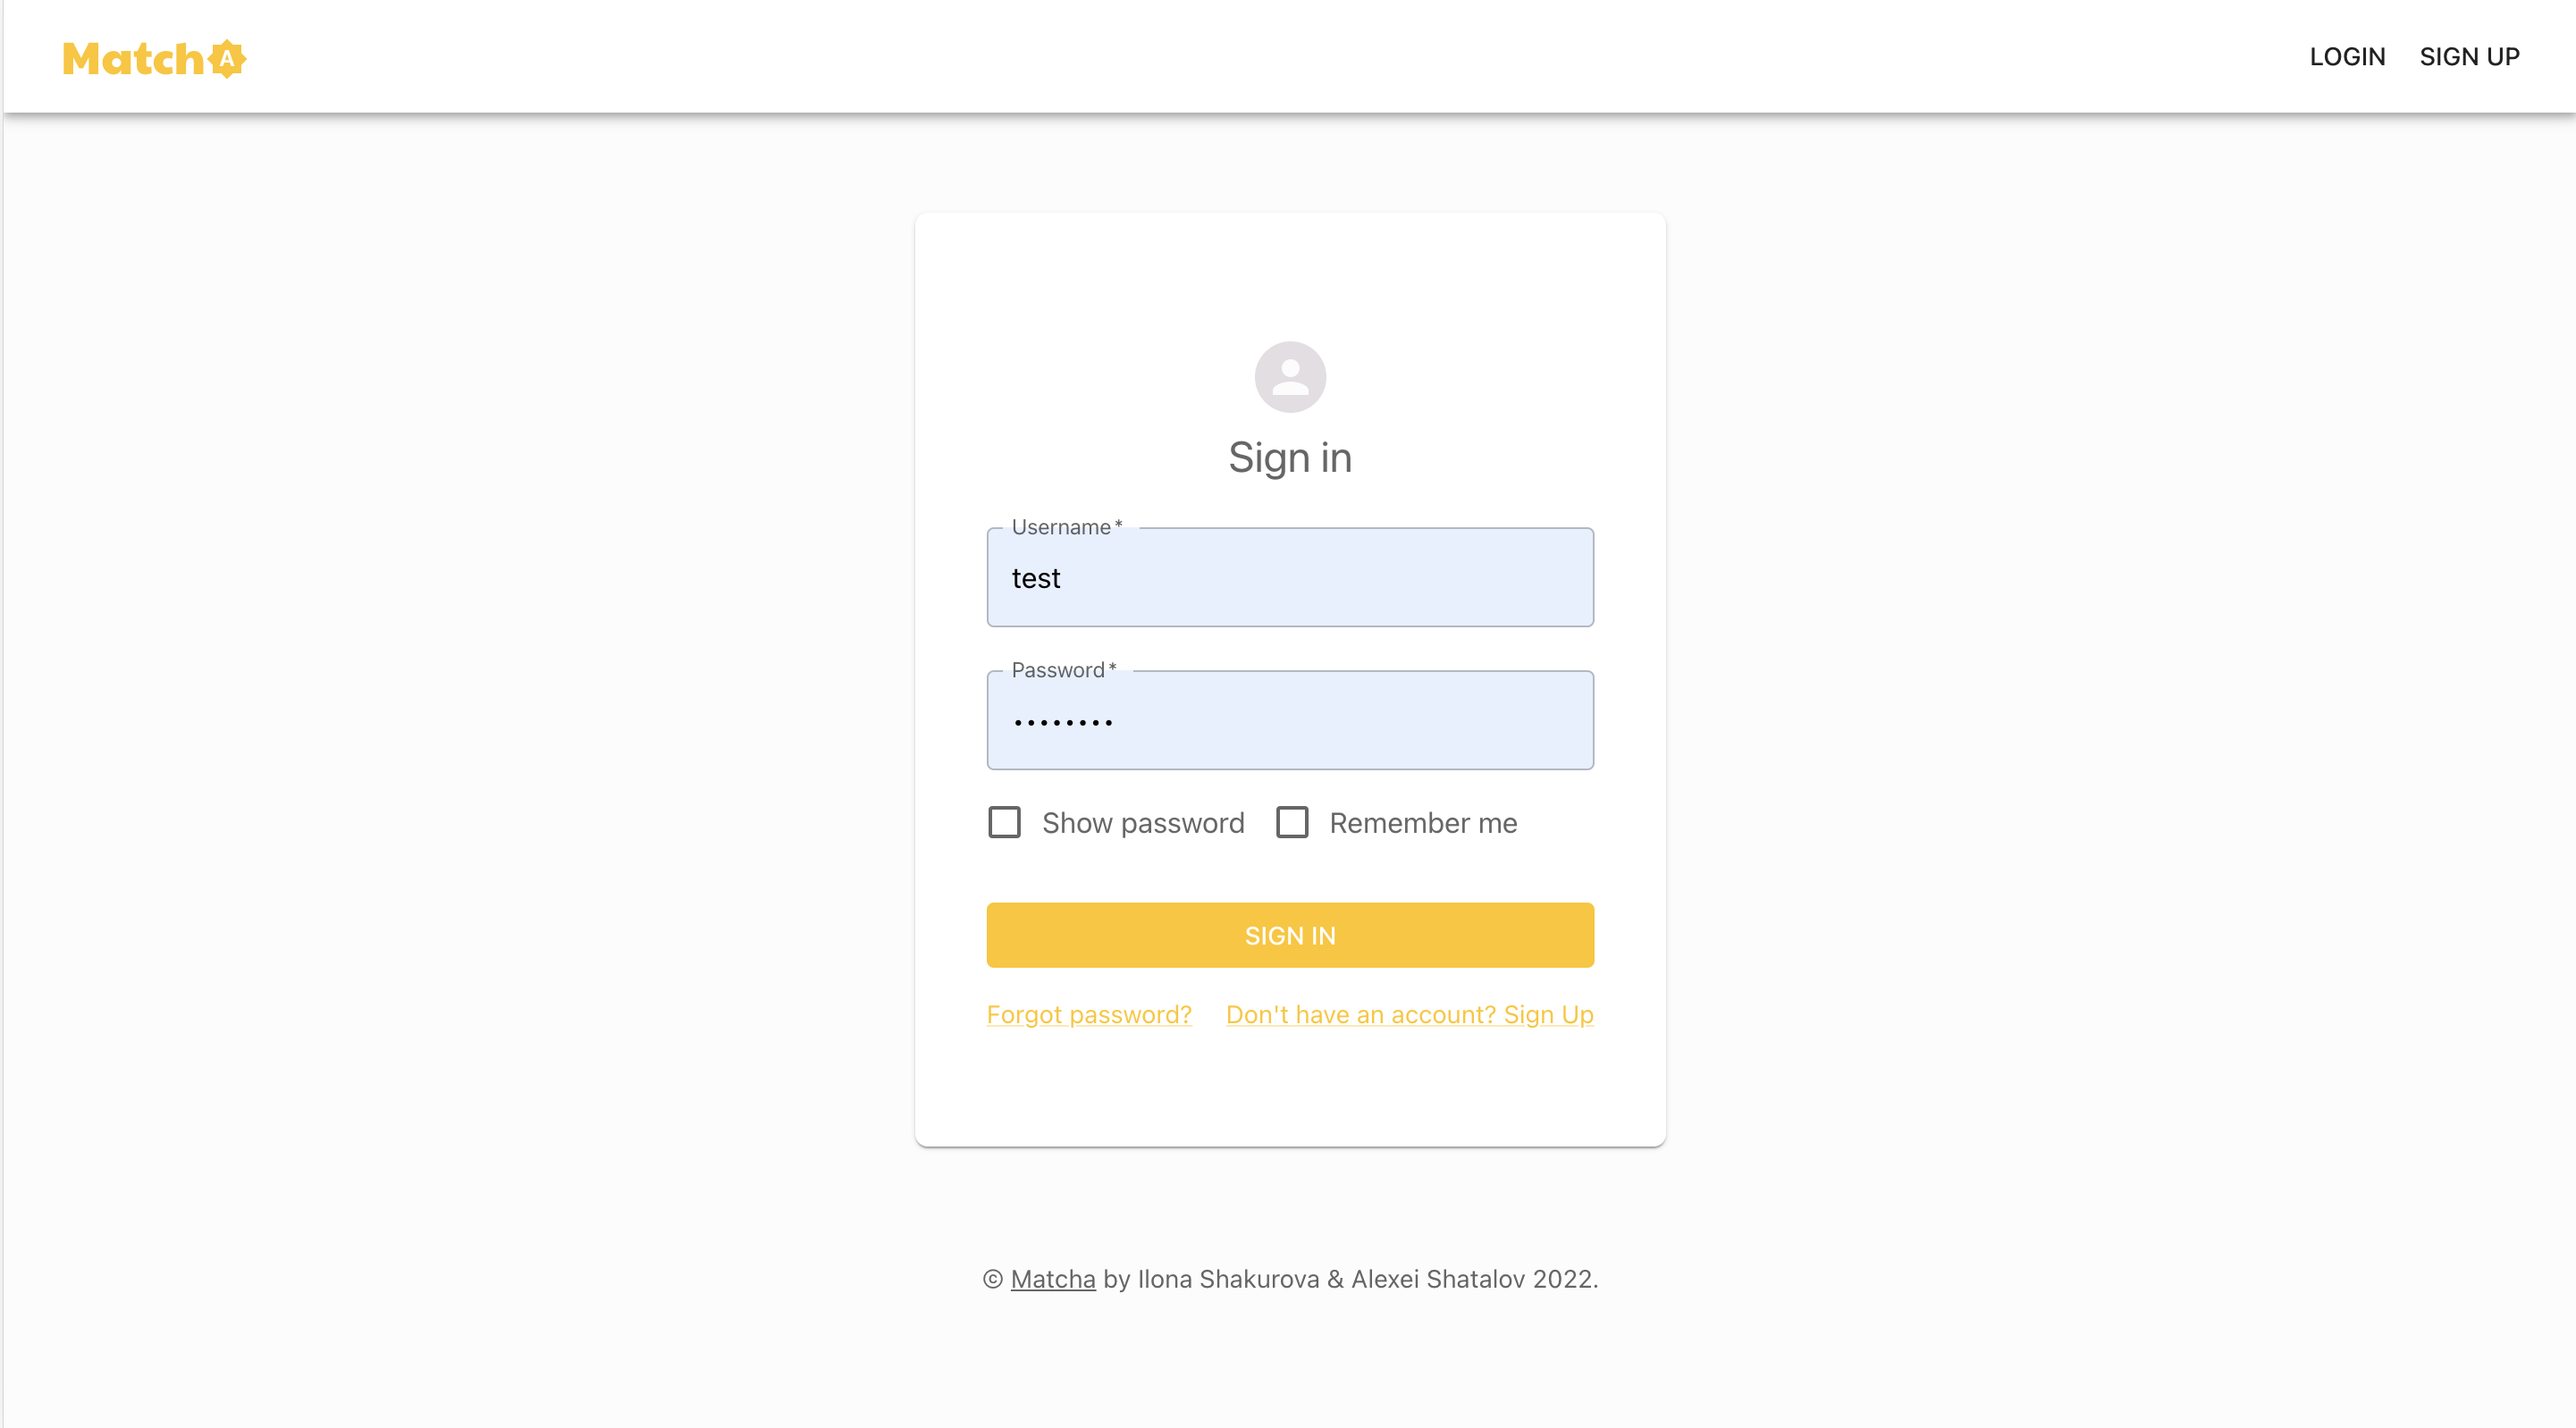 MatchA
LOGIN SIGN UP
Sign in
Username *
test
Password *
••••••••
Show password Remember me
SIGN IN
Forgot password? Don't have an account? Sign Up
© Matcha by Ilona Shakurova & Alexei Shatalov 2022.